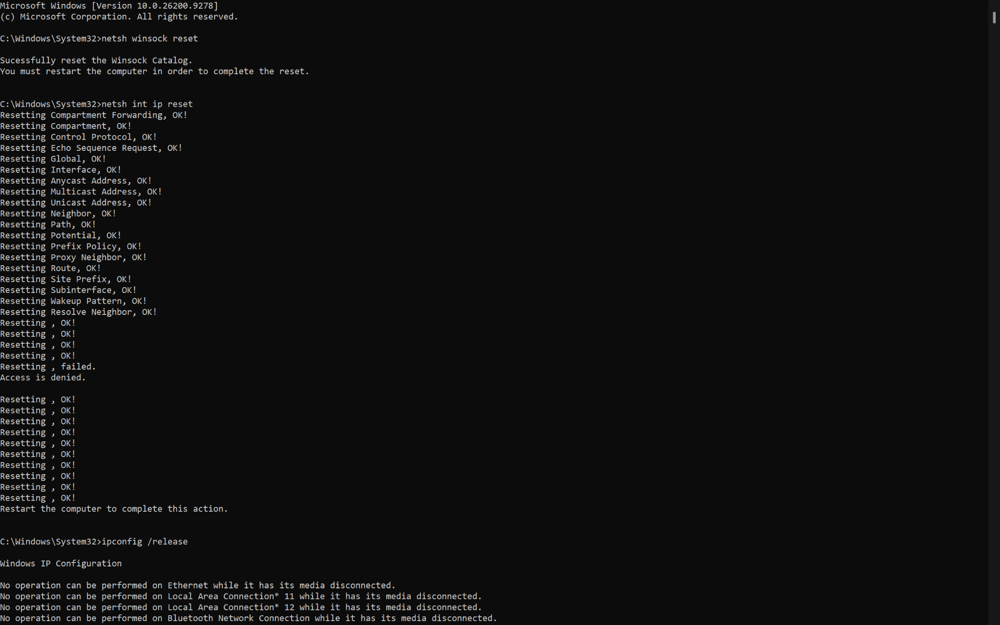 Microsoft Windows [Version 10.0.26200.9278]
(c) Microsoft Corporation. All rights reserved.
C:\Windows\System32>netsh winsock reset
Sucessfully reset the Winsock Catalog.
You must restart the computer in order to complete the reset.
C:\Windows\System32>netsh int ip reset
Resetting Compartment Forwarding, OK!
Resetting Compartment, OK!
Resetting Control Protocol, OK!
Resetting Echo Sequence Request, OK!
Resetting Global, OK!
Resetting Interface, OK!
Resetting Anycast Address, OK!
Resetting Multicast Address, OK!
Resetting Unicast Address, OK!
Resetting Neighbor, OK!
Resetting Path, OK!
Resetting Potential, OK!
Resetting Prefix Policy, OK!
Resetting Proxy Neighbor, OK!
Resetting Route, OK!
Resetting Site Prefix, OK!
Resetting Subinterface, OK!
Resetting Wakeup Pattern, OK!
Resetting Resolve Neighbor, OK!
Resetting , OK!
Resetting , OK!
Resetting , OK!
Resetting , OK!
Resetting , failed.
Access is denied.
Resetting , OK!
Resetting , OK!
Resetting , OK!
Resetting , OK!
Resetting , OK!
Resetting , OK!
Resetting , OK!
Resetting , OK!
Resetting , OK!
Resetting , OK!
Restart the computer to complete this action.
C:\Windows\System32>ipconfig /release
Windows IP Configuration
No operation can be performed on Ethernet while it has its media disconnected.
No operation can be performed on Local Area Connection* 11 while it has its media disconnected.
No operation can be performed on Local Area Connection* 12 while it has its media disconnected.
No operation can be performed on Bluetooth Network Connection while it has its media disconnected.